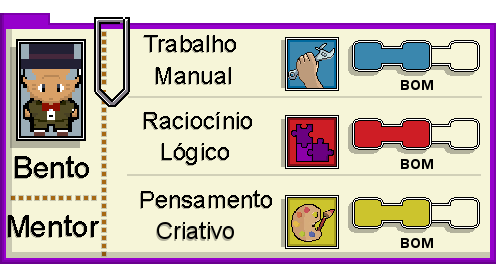 Bento
Mentor
Trabalho
Manual
BOM
Raciocínio
Lógico
BOM
Pensamento
Criativo
BOM